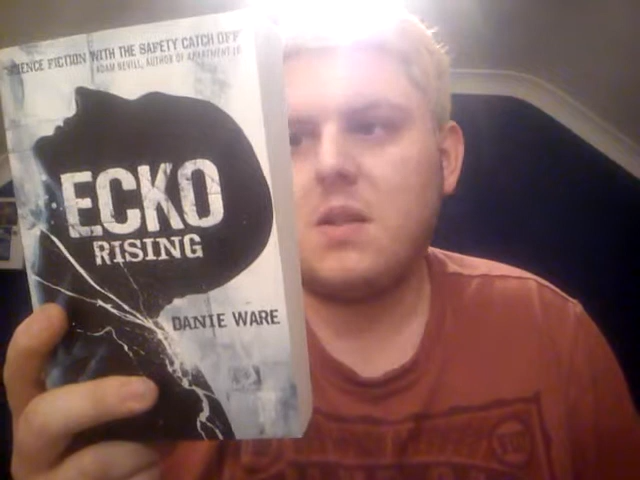 SCIENCE FICTION WITH THE SAFETY CATCH OFF
ADAM NEVILL, AUTHOR OF APARTMENT 16
ECKO
RISING
DANIE WARE